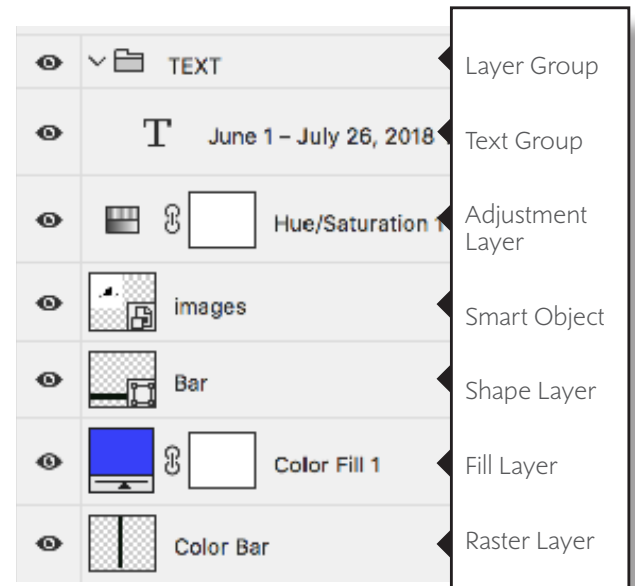 TEXT
Layer Group
T June 1 – July 26, 2018
Text Group
Hue/Saturation 1
Adjustment
Layer
images
Smart Object
Bar
Shape Layer
Color Fill 1
Fill Layer
Color Bar
Raster Layer